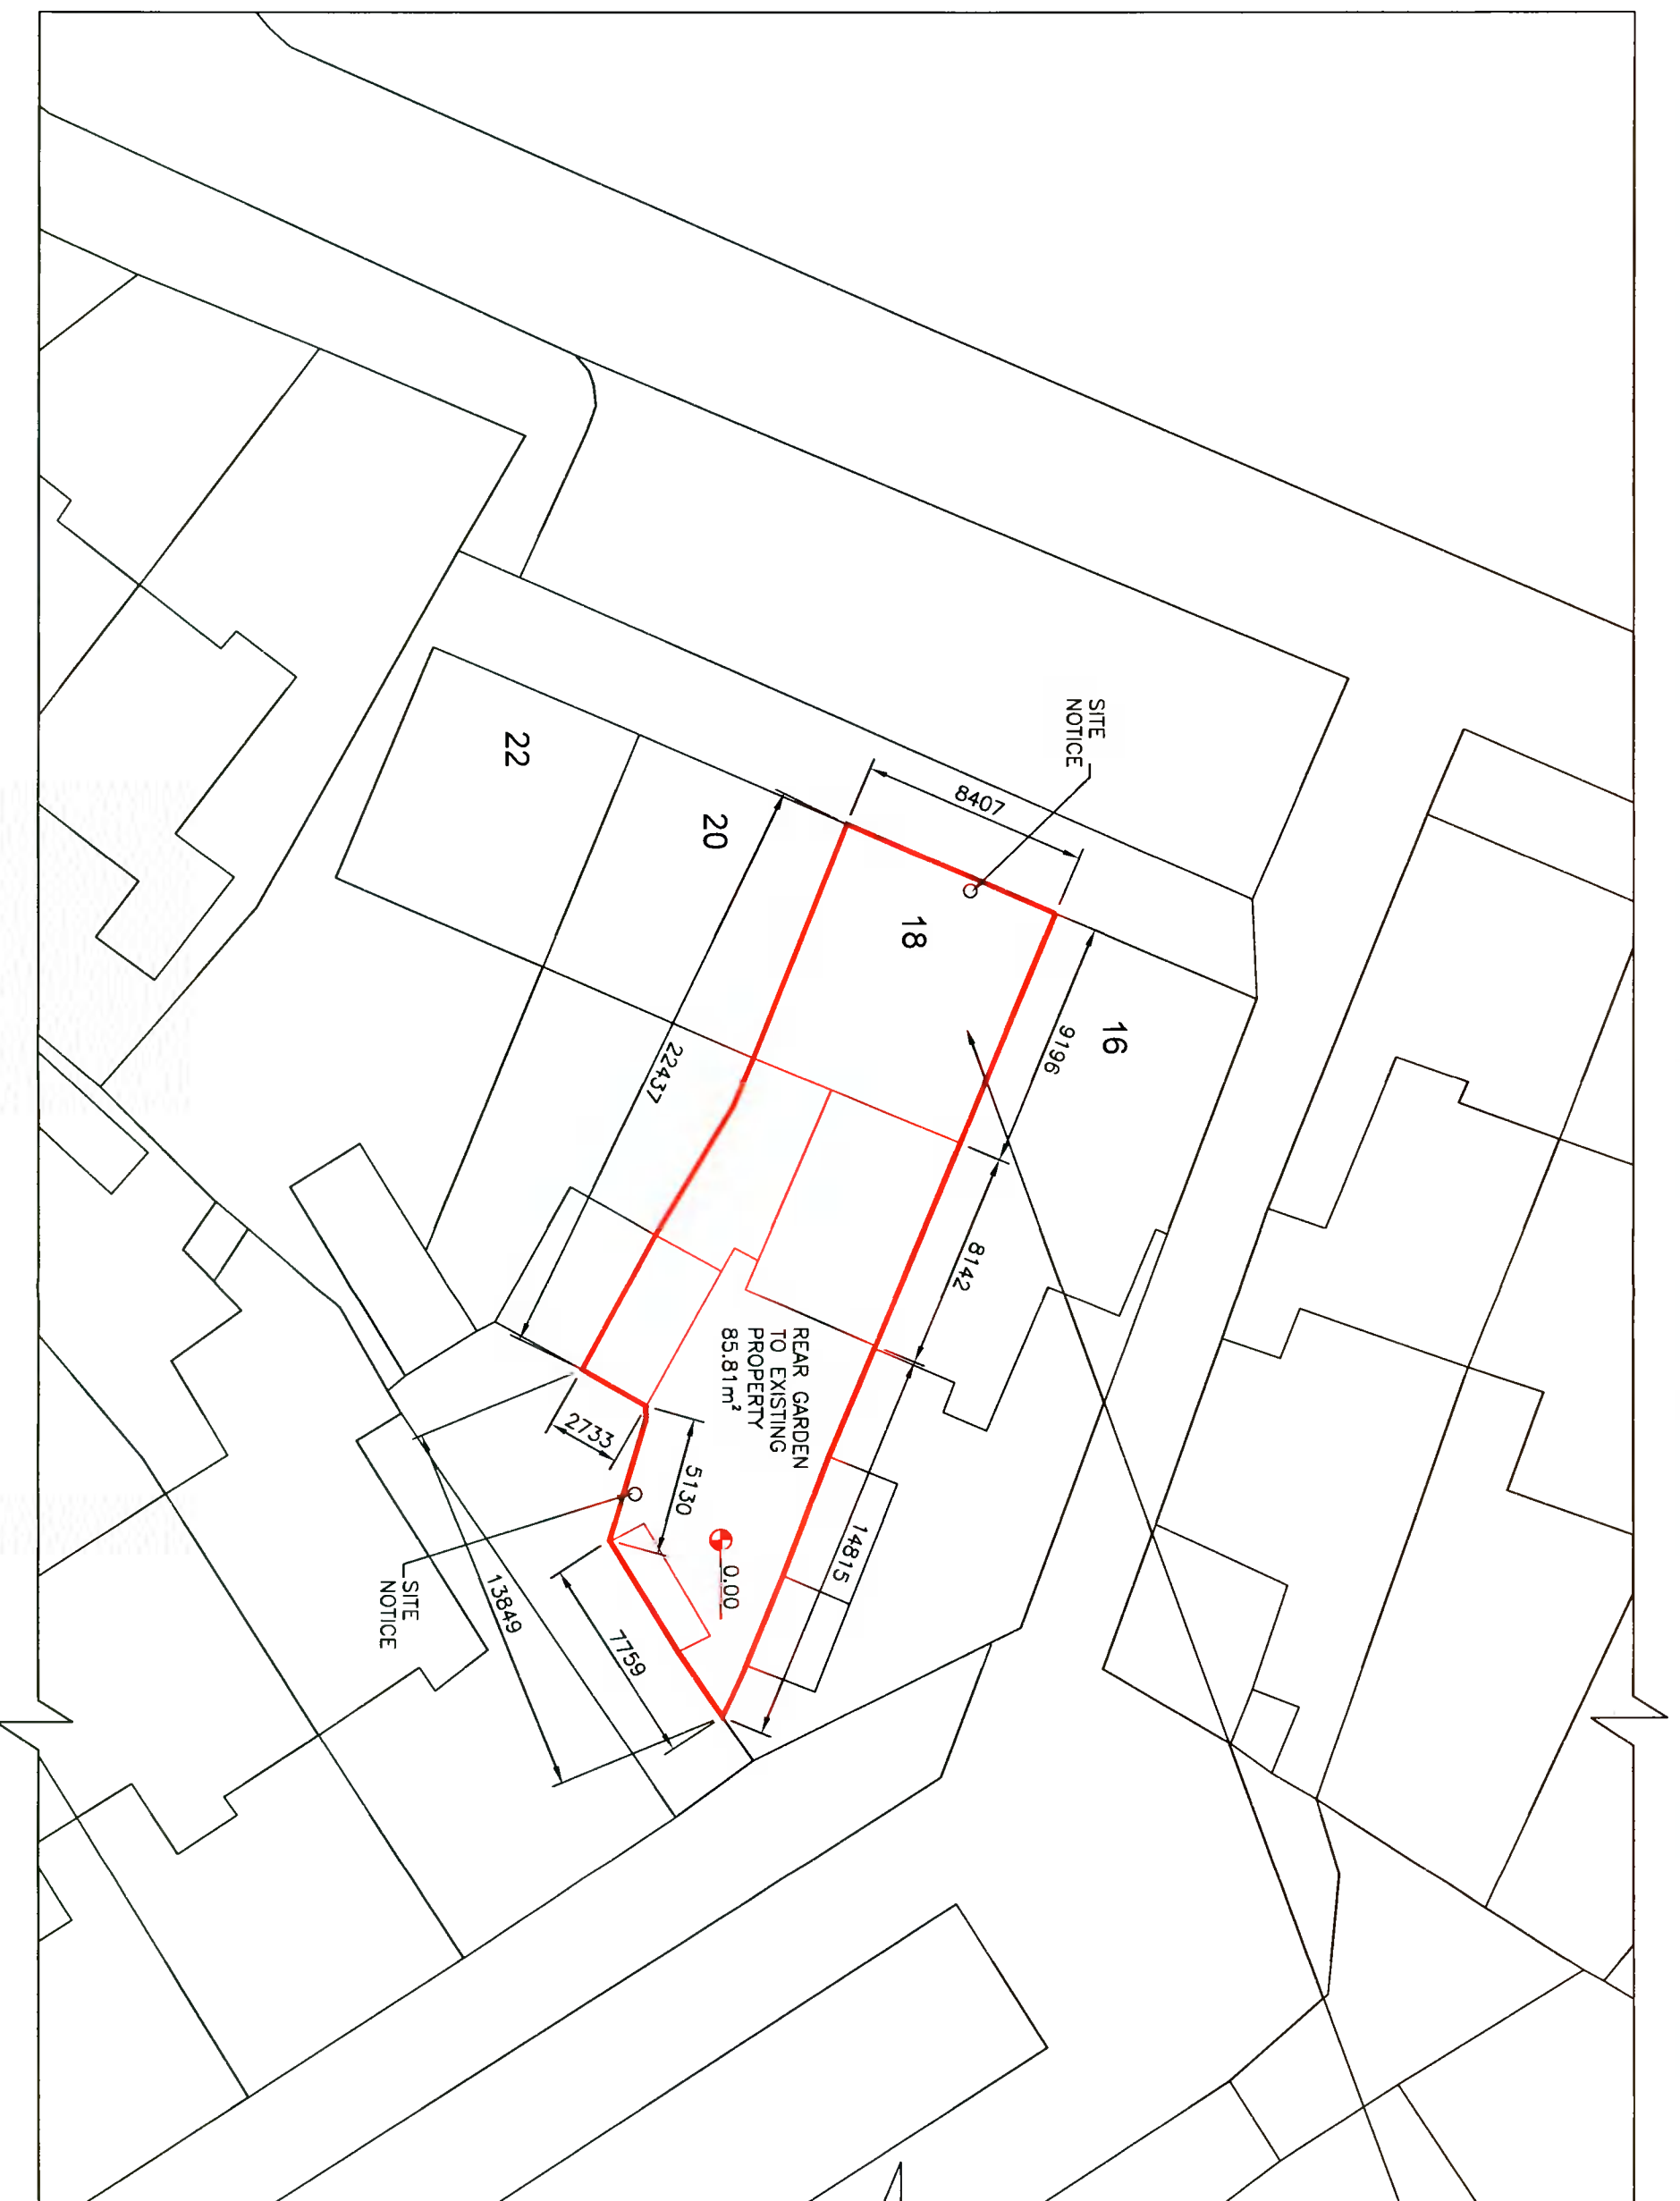 SITE
NOTICE
8407
22
20
18
16
9196
22437
8142
REAR GARDEN
TO EXISTING
PROPERTY
85.81m²
2733
5130
14815
0.00
SITE
NOTICE
13849
7759